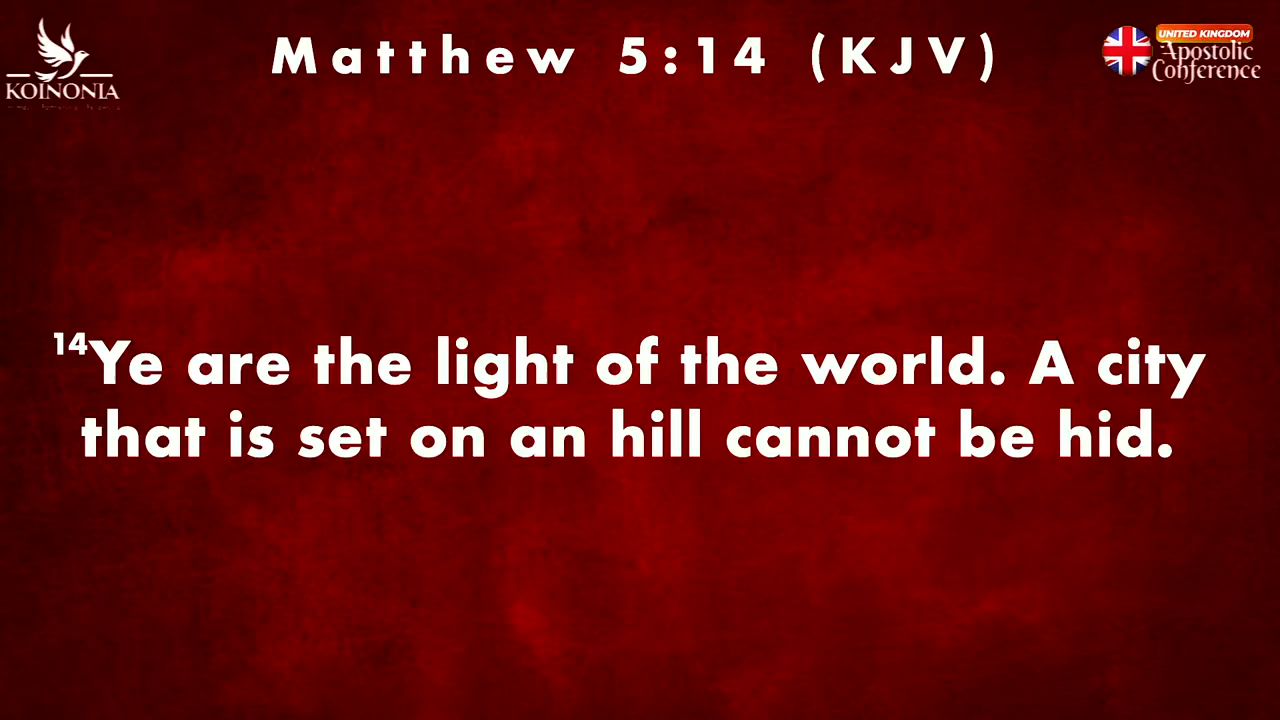 KOINONIA
Matthew 5:14 (KJV)
UNITED KINGDOM
Apostolic
Conference
14Ye are the light of the world. A city
that is set on an hill cannot be hid.